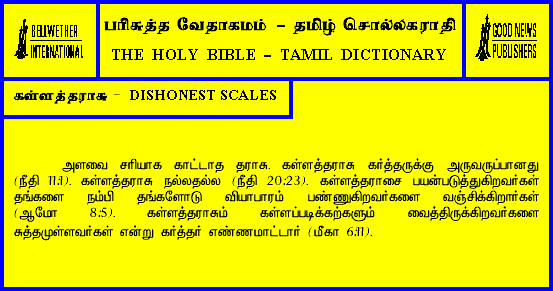 BELLWETHER
INTERNATIONAL
பரிசுத்த வேதாகமம் - தமிழ் சொல்லகராதி
THE HOLY BIBLE - TAMIL DICTIONARY
GOOD NEWS
PUBLISHERS
கள்ளத்தராசு - DISHONEST SCALES
அளவை சரியாக காட்டாத தராசு. கள்ளத்தராசு கர்த்தருக்கு அருவருப்பானது
(நீதி 11:1). கள்ளத்தராசு நல்லதல்ல (நீதி 20:23). கள்ளத்தராசை பயன்படுத்துகிறவர்கள்
தங்களை நம்பி தங்களோடு வியாபாரம் பண்ணுகிறவர்களை வஞ்சிக்கிறார்கள்
(ஆமோ 8:5). கள்ளத்தராசும் கள்ளப்படிக்கற்களும் வைத்திருக்கிறவர்களை
சுத்தமுள்ளவர்கள் என்று கர்த்தர் எண்ணமாட்டார் (மீகா 6:11).